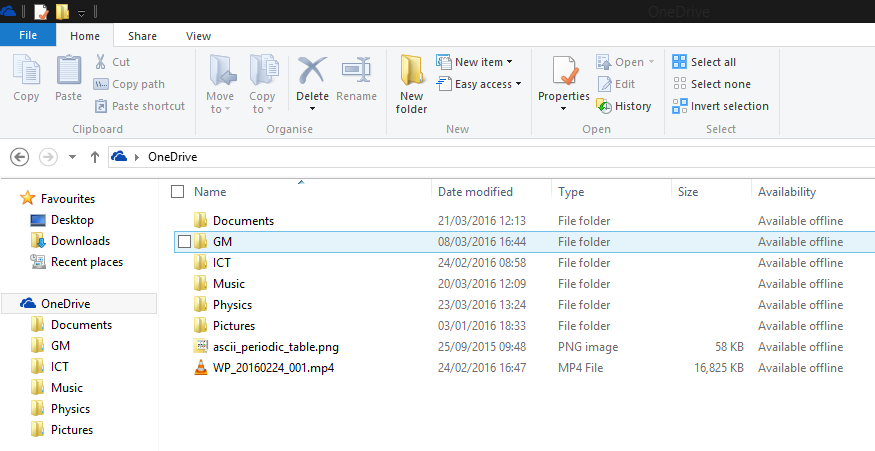 OneDrive
File Home Share View
Copy Paste Cut Copy path Paste shortcut Move to Copy to Delete Rename New folder New item Easy access Properties Open Edit History Select all Select none Invert selection
Clipboard Organise New Open Select
OneDrive
Name Date modified Type Size Availability
Favourites
Desktop
Downloads
Recent places
OneDrive
Documents
GM
ICT
Music
Physics
Pictures
Documents 21/03/2016 12:13 File folder Available offline
GM 08/03/2016 16:44 File folder Available offline
ICT 24/02/2016 08:58 File folder Available offline
Music 20/03/2016 12:09 File folder Available offline
Physics 23/03/2016 13:24 File folder Available offline
Pictures 03/01/2016 18:33 File folder Available offline
ascii_periodic_table.png 25/09/2015 09:48 PNG image 58 KB Available offline
WP_20160224_001.mp4 24/02/2016 16:47 MP4 File 16,825 KB Available offline